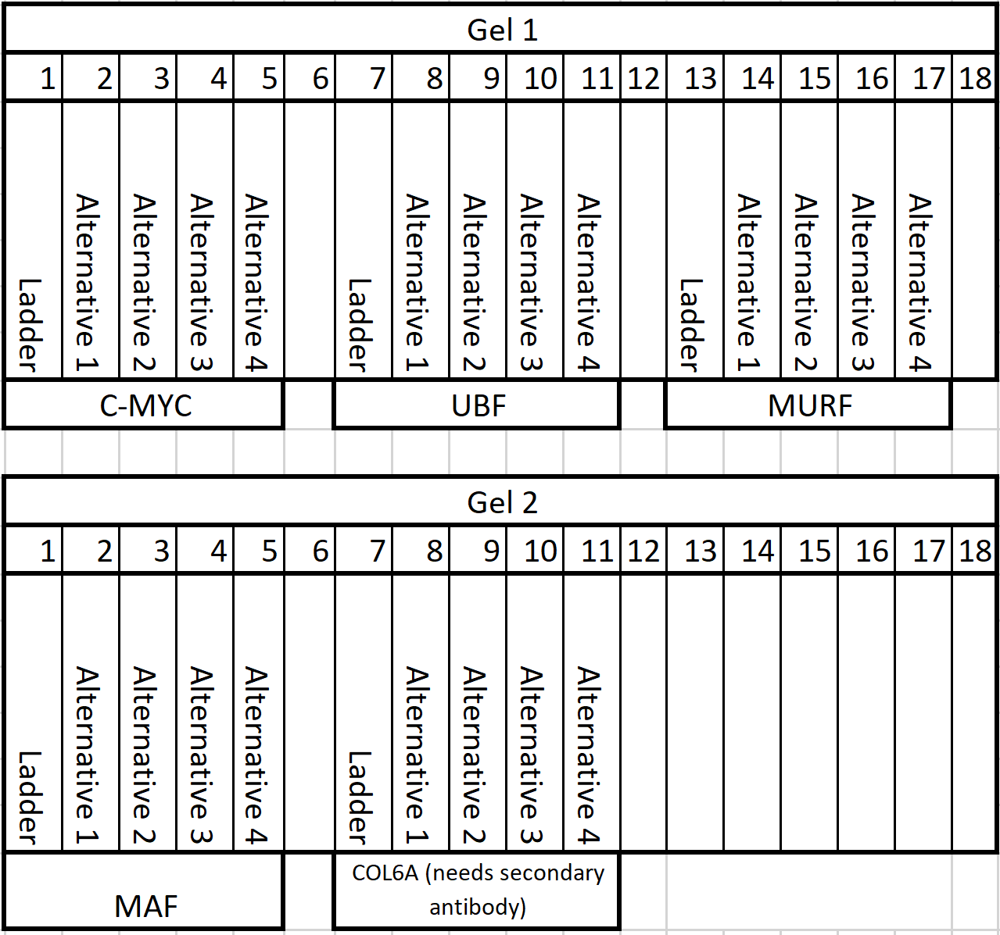 Gel 1
1 2 3 4 5 6 7 8 9 10 11 12 13 14 15 16 17 18
Ladder Alternative 1 Alternative 2 Alternative 3 Alternative 4 Ladder Alternative 1 Alternative 2 Alternative 3 Alternative 4 Ladder Alternative 1 Alternative 2 Alternative 3 Alternative 4
C-MYC UBF MURF
Gel 2
1 2 3 4 5 6 7 8 9 10 11 12 13 14 15 16 17 18
Ladder Alternative 1 Alternative 2 Alternative 3 Alternative 4 Ladder Alternative 1 Alternative 2 Alternative 3 Alternative 4
MAF
COL6A (needs secondary
antibody)